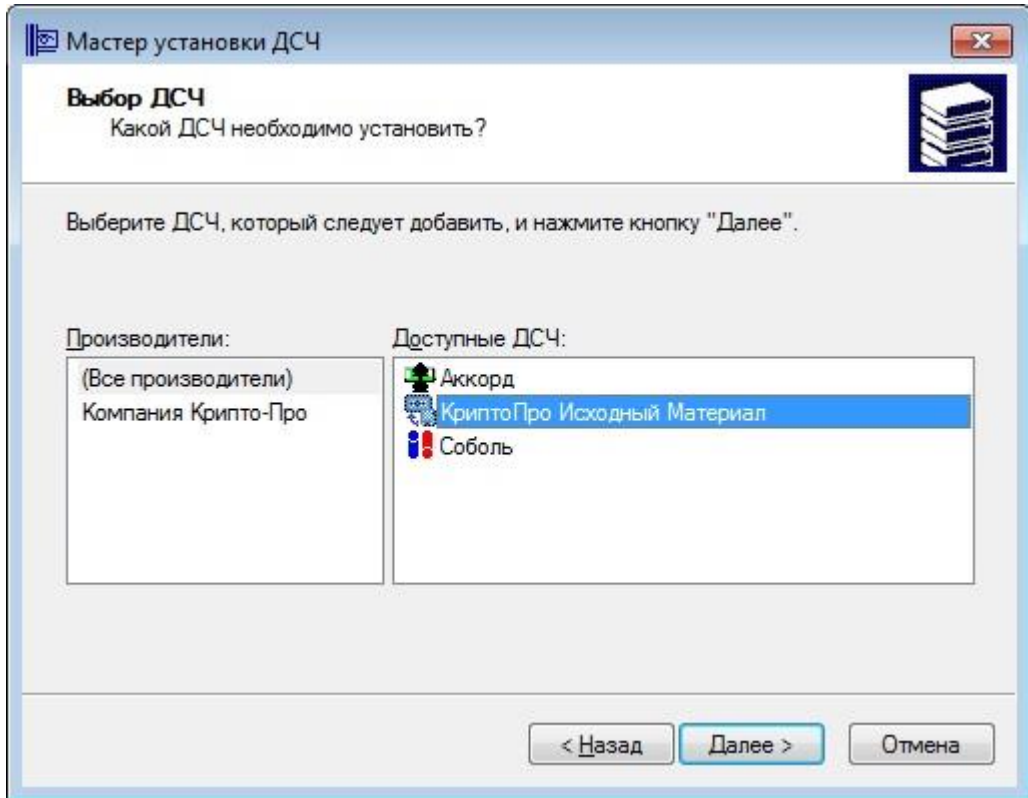 Мастер установки ДСЧ
Выбор ДСЧ
Какой ДСЧ необходимо установить?
Выберите ДСЧ, который следует добавить, и нажмите кнопку "Далее".
Производители:
(Все производители)
Компания Крипто-Про
Доступные ДСЧ:
Аккорд
КриптоПро Исходный Материал
Соболь
< Назад
Далее >
Отмена